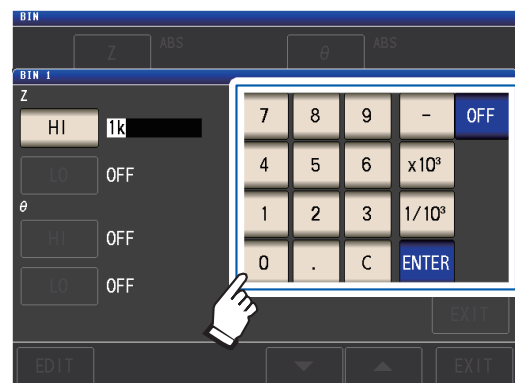 BIN
Z ABS θ ABS
BIN 1
Z
HI 1k
LO OFF
θ
HI OFF
LO OFF
7 8 9 - OFF
4 5 6 x10³
1 2 3 1/10³
0 . C ENTER
EXIT
EDIT EXIT